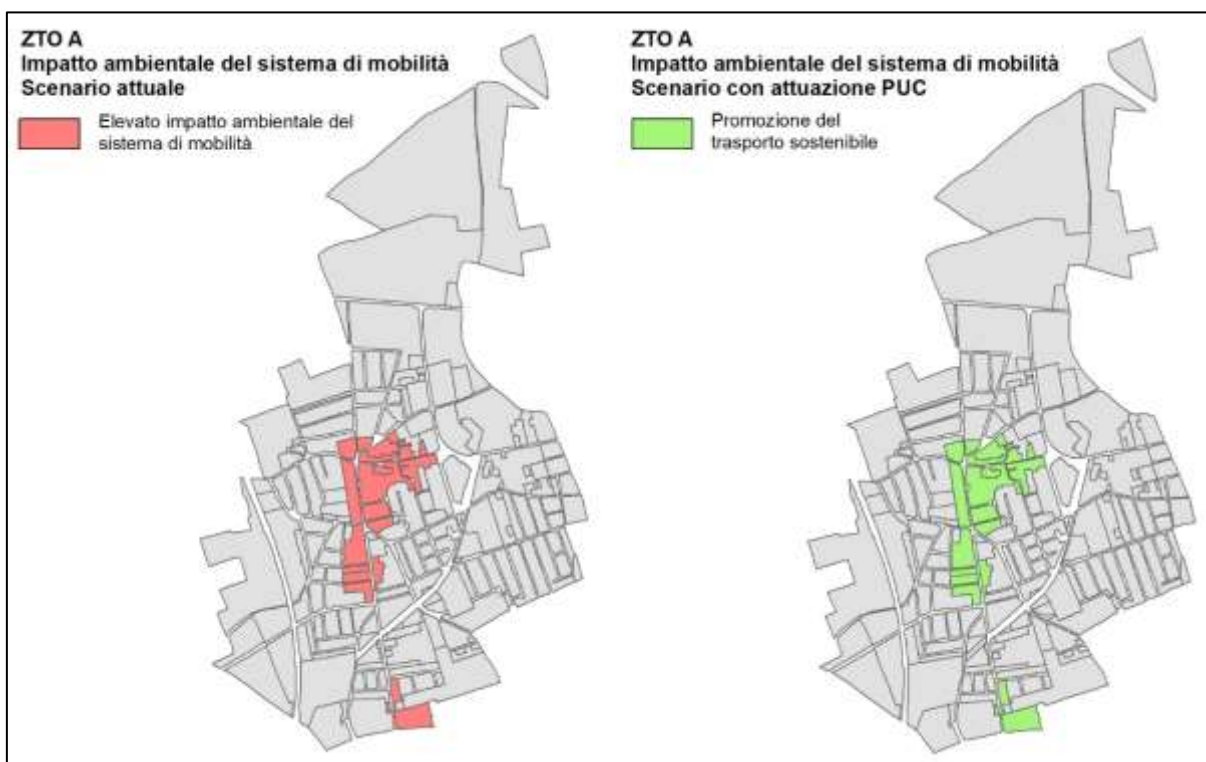 ZTO A
Impatto ambientale del sistema di mobilità
Scenario attuale
Elevato impatto ambientale del
sistema di mobilità
ZTO A
Impatto ambientale del sistema di mobilità
Scenario con attuazione PUC
Promozione del
trasporto sostenibile